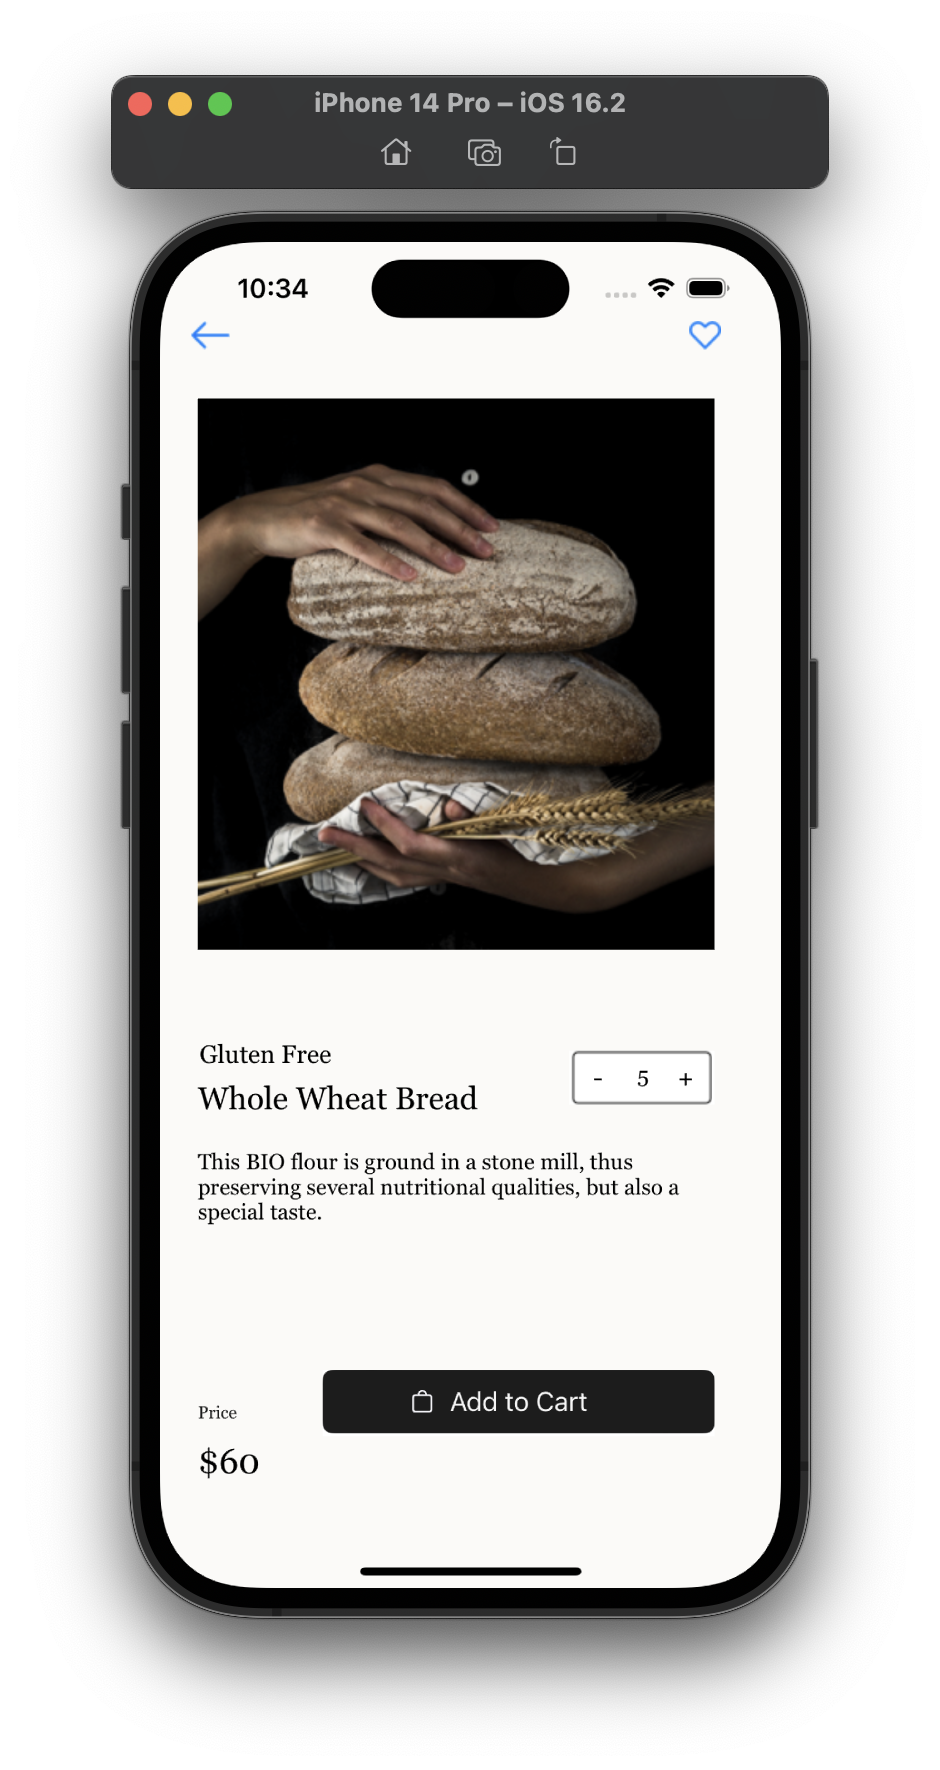 iPhone 14 Pro – iOS 16.2
10:34
Gluten Free
Whole Wheat Bread
- 5 +
This BIO flour is ground in a stone mill, thus
preserving several nutritional qualities, but also a
special taste.
Add to Cart
Price
$60